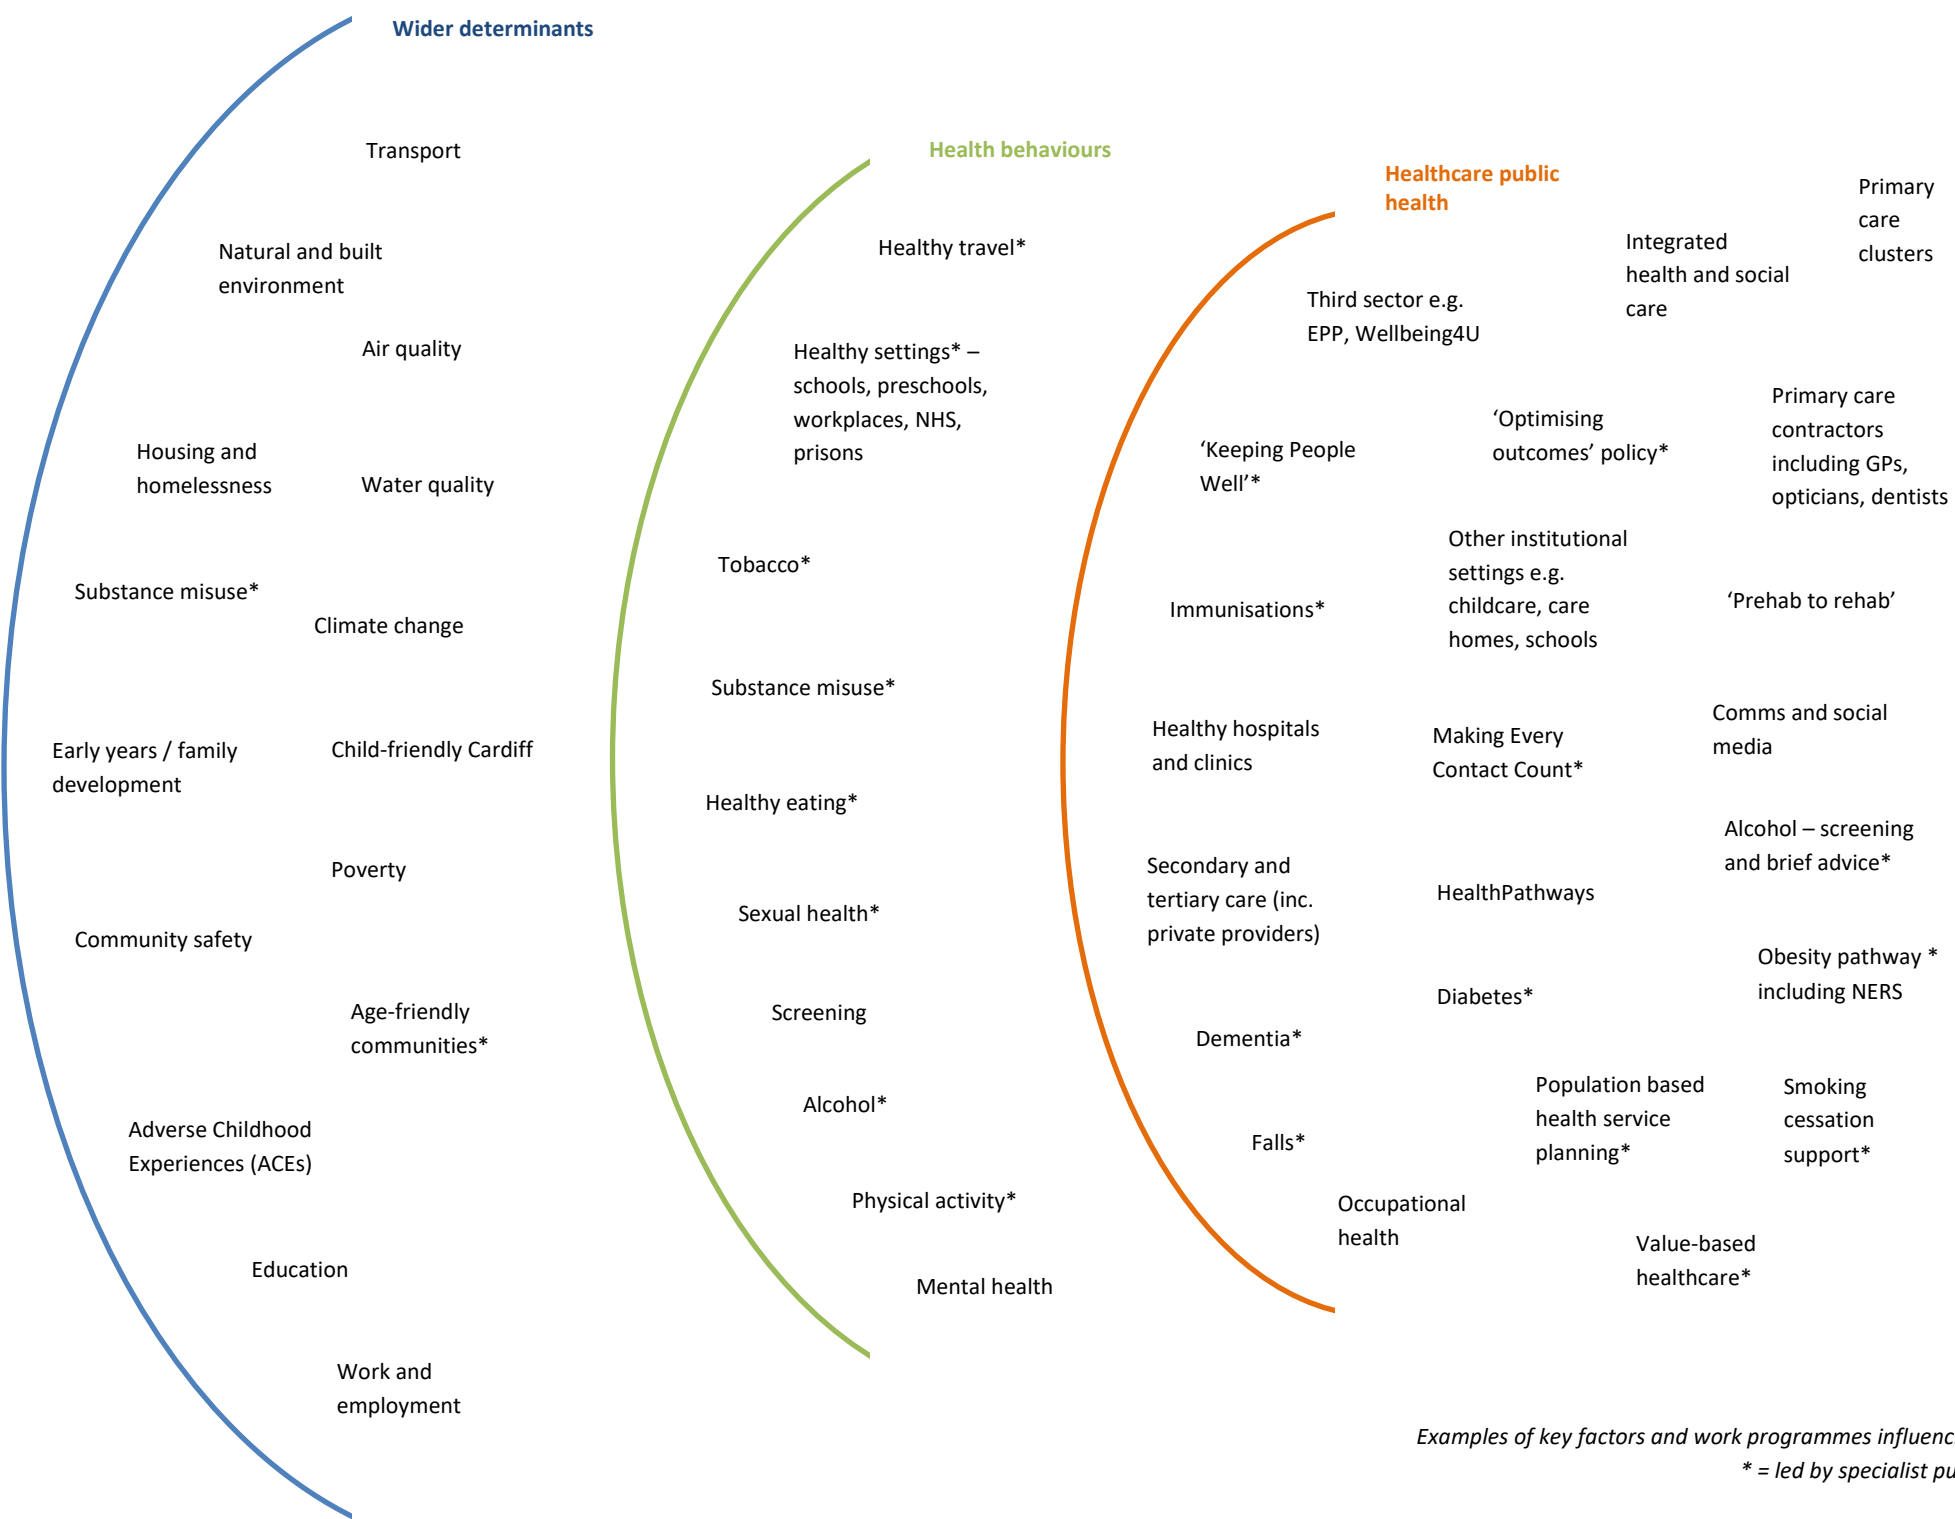 Wider determinants
Transport
Natural and built
environment
Air quality
Housing and
homelessness
Water quality
Substance misuse*
Climate change
Early years / family
development
Child-friendly Cardiff
Poverty
Community safety
Age-friendly
communities*
Adverse Childhood
Experiences (ACEs)
Education
Work and
employment
Health behaviours
Healthy travel*
Healthy settings* –
schools, preschools,
workplaces, NHS,
prisons
Tobacco*
Substance misuse*
Healthy eating*
Sexual health*
Screening
Alcohol*
Physical activity*
Mental health
Healthcare public
health
Primary
care
clusters
Integrated
health and social
care
Third sector e.g.
EPP, Wellbeing4U
Primary care
contractors
including GPs,
opticians, dentists
‘Optimising
outcomes’ policy*
‘Keeping People
Well’*
Other institutional
settings e.g.
childcare, care
homes, schools
‘Prehab to rehab’
Immunisations*
Comms and social
media
Healthy hospitals
and clinics
Making Every
Contact Count*
Alcohol – screening
and brief advice*
Secondary and
tertiary care (inc.
private providers)
HealthPathways
Obesity pathway *
including NERS
Diabetes*
Dementia*
Population based
health service
planning*
Smoking
cessation
support*
Falls*
Occupational
health
Value-based
healthcare*
Examples of key factors and work programmes influenc
* = led by specialist pu